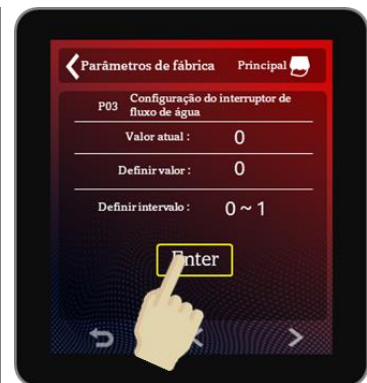 Parâmetros de fábrica Principal
P03 Configuração do interruptor de
fluxo de água
Valor atual : 0
Definir valor : 0
Definir intervalo : 0 ~ 1
Enter